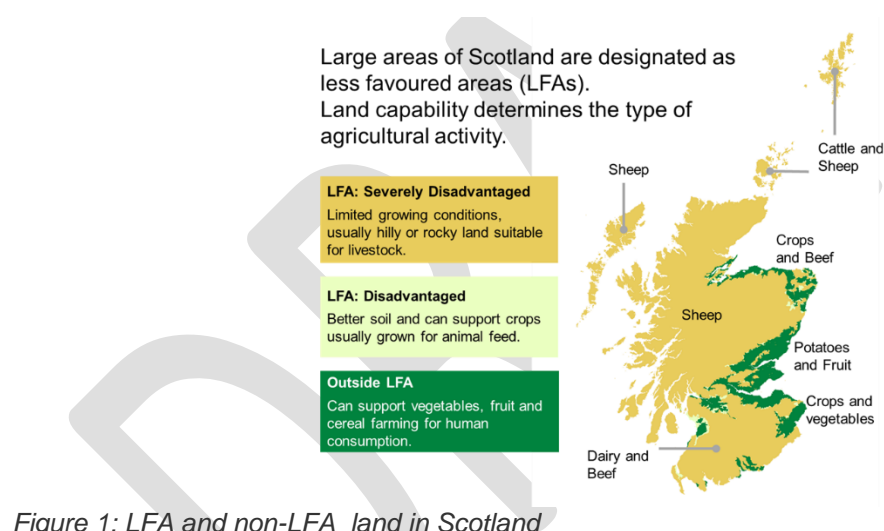 Large areas of Scotland are designated as
less favoured areas (LFAs).
Land capability determines the type of
agricultural activity.
Cattle and
Sheep
Sheep
LFA: Severely Disadvantaged
Limited growing conditions,
usually hilly or rocky land suitable
for livestock.
Crops
and Beef
LFA: Disadvantaged
Better soil and can support crops
usually grown for animal feed.
Sheep
Potatoes
and Fruit
Outside LFA
Can support vegetables, fruit and
cereal farming for human
consumption.
Crops and
vegetables
Dairy and
Beef
Figure 1: LFA and non-LFA land in Scotland